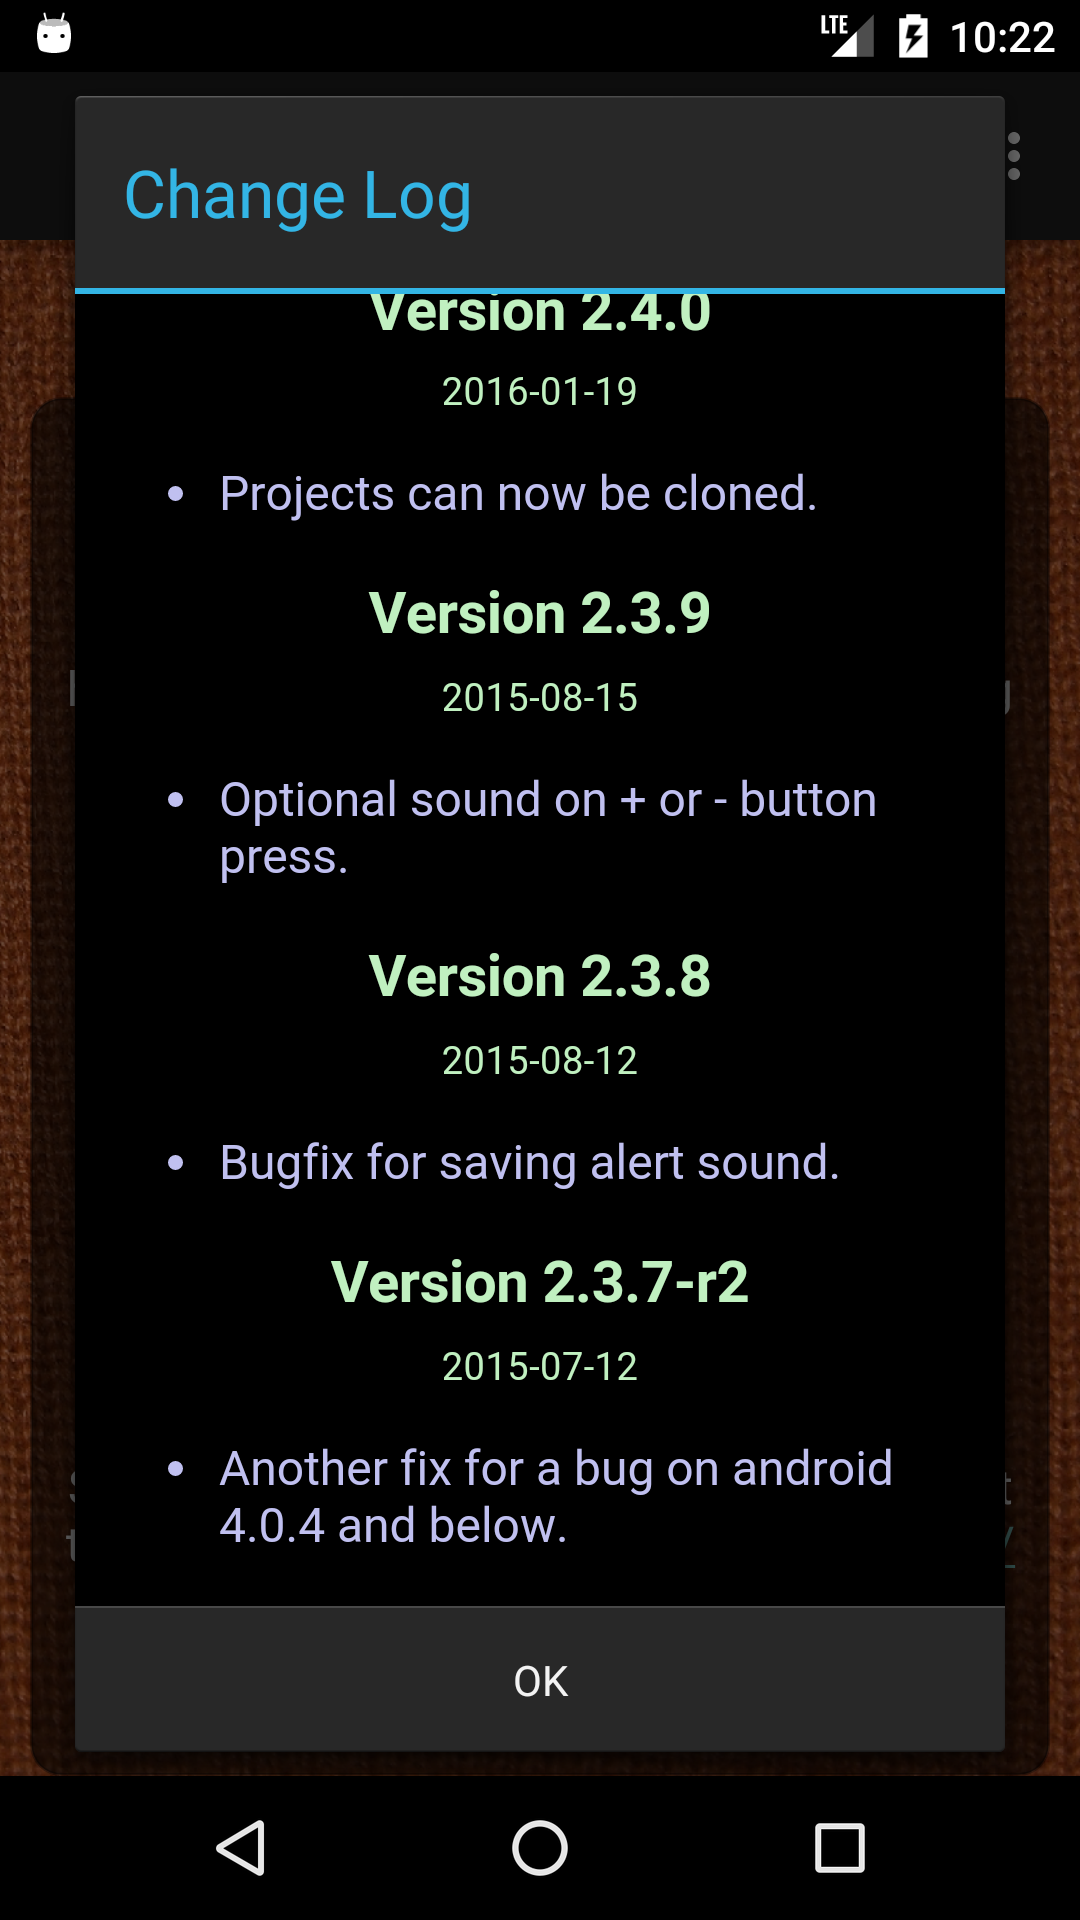 LTE 10:22
Change Log
Version 2.4.0
2016-01-19
• Projects can now be cloned.
Version 2.3.9
2015-08-15
• Optional sound on + or - button
press.
Version 2.3.8
2015-08-12
• Bugfix for saving alert sound.
Version 2.3.7-r2
2015-07-12
• Another fix for a bug on android
4.0.4 and below.
OK